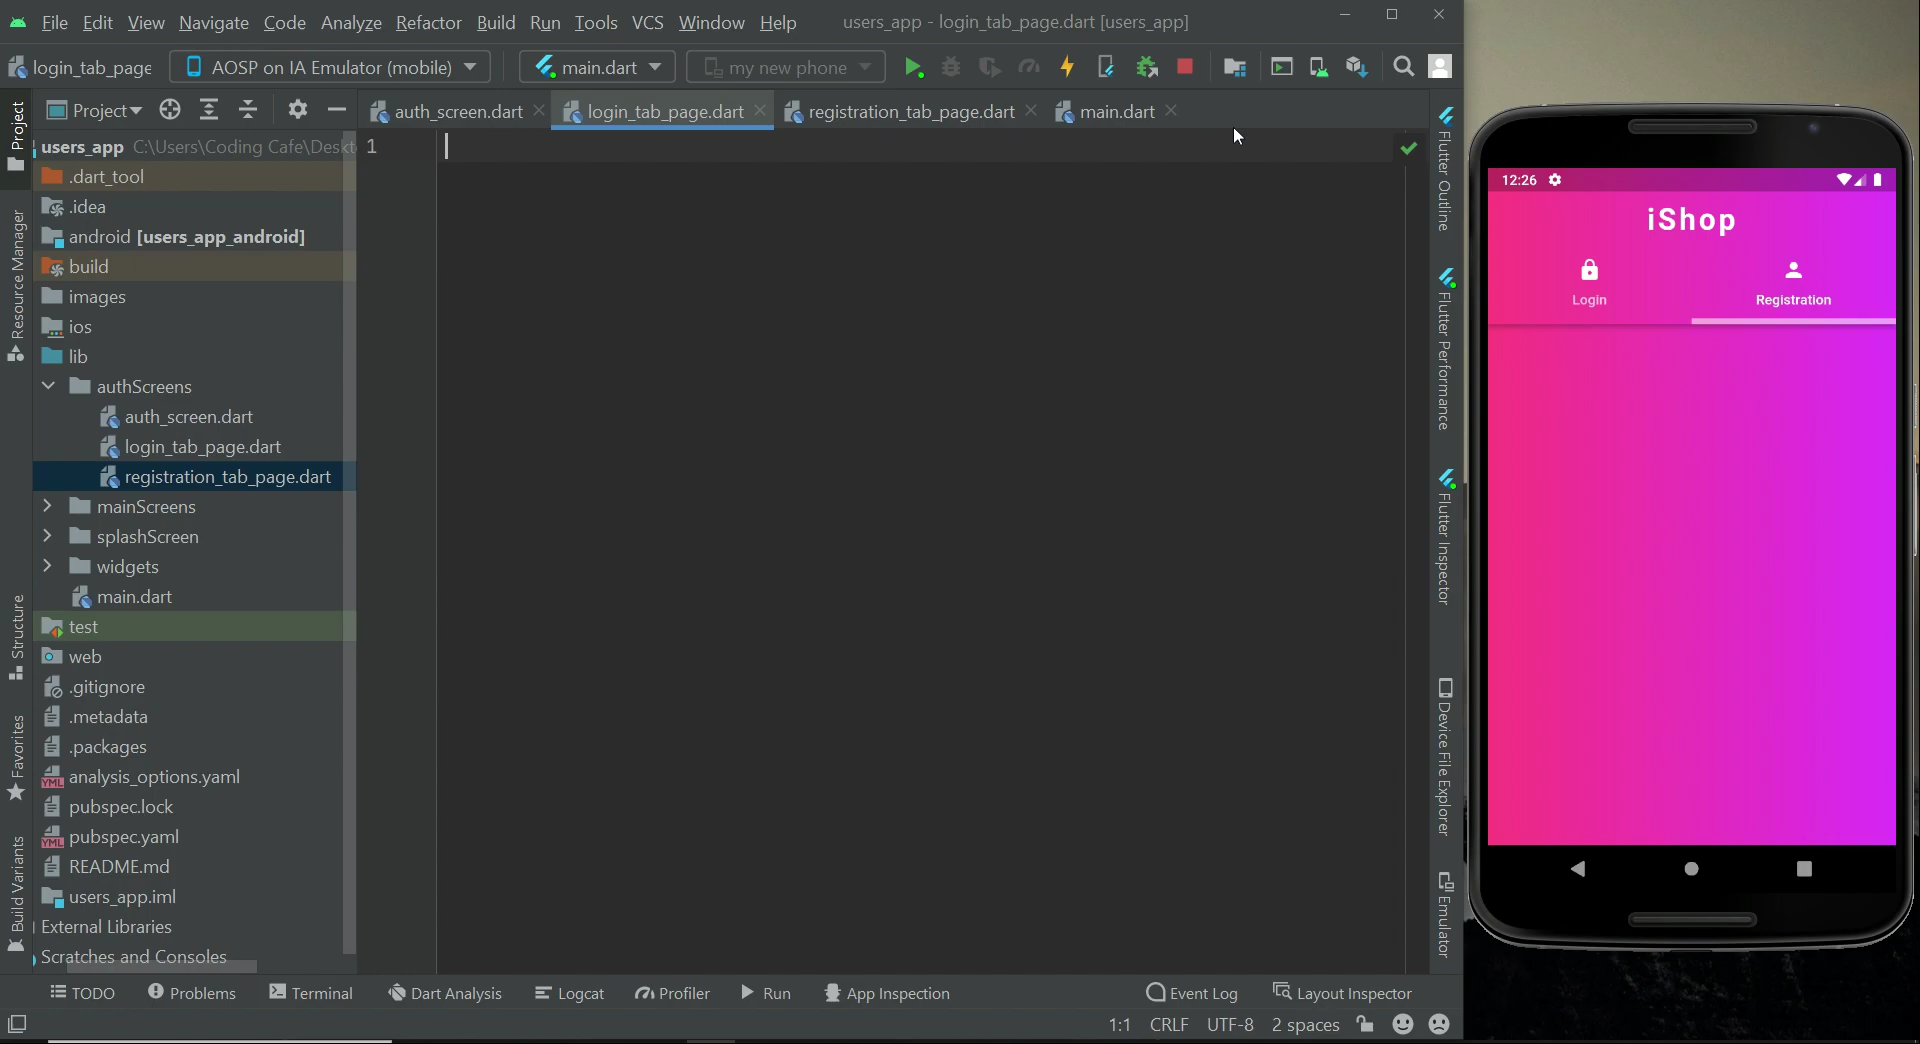 File Edit View Navigate Code Analyze Refactor Build Run Tools VCS Window Help users_app - login_tab_page.dart [users_app]
login_tab_page AOSP on IA Emulator (mobile) main.dart my new phone
Project auth_screen.dart login_tab_page.dart registration_tab_page.dart main.dart
users_app C:\Users\Coding Cafe\Deskt
1
.dart_tool
.idea
android [users_app_android]
build
images
ios
lib
authScreens
auth_screen.dart
login_tab_page.dart
registration_tab_page.dart
mainScreens
splashScreen
widgets
main.dart
test
web
.gitignore
.metadata
.packages
analysis_options.yaml
pubspec.lock
pubspec.yaml
README.md
users_app.iml
External Libraries
Scratches and Consoles
Project
Resource Manager
Structure
Favorites
Build Variants
Flutter Outline
Flutter Performance
Flutter Inspector
Device File Explorer
Emulator
12:26
iShop
Login Registration
YML
YML
TODO Problems Terminal Dart Analysis Logcat Profiler Run App Inspection Event Log Layout Inspector
1:1 CRLF UTF-8 2 spaces